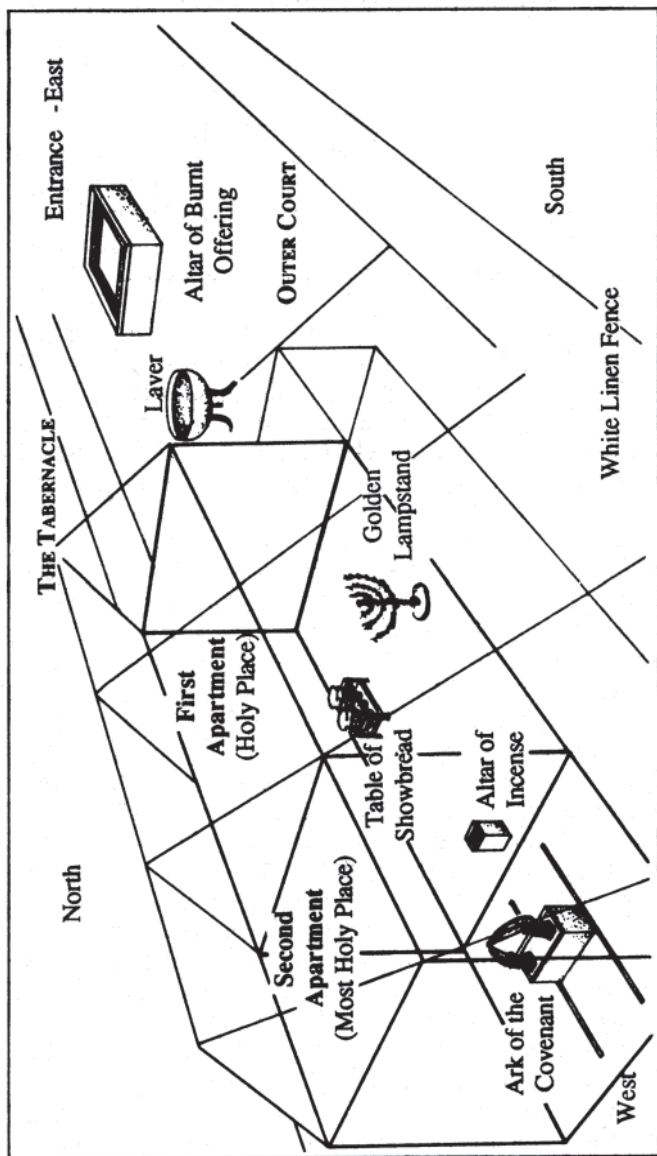 THE TABERNACLE
North
Entrance - East
Altar of Burnt
Offering
OUTER COURT
Laver
First
Apartment
(Holy Place)
Second
Apartment
(Most Holy Place)
Golden
Lampstand
Table of
Showbread
Altar of
Incense
Ark of the
Covenant
West
White Linen Fence
South